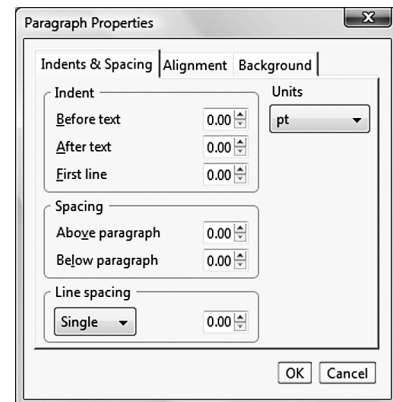 Paragraph Properties
Indents & Spacing Alignment Background
Indent
Before text 0.00
After text 0.00
First line 0.00
Units
pt
Spacing
Above paragraph 0.00
Below paragraph 0.00
Line spacing
Single 0.00
OK Cancel